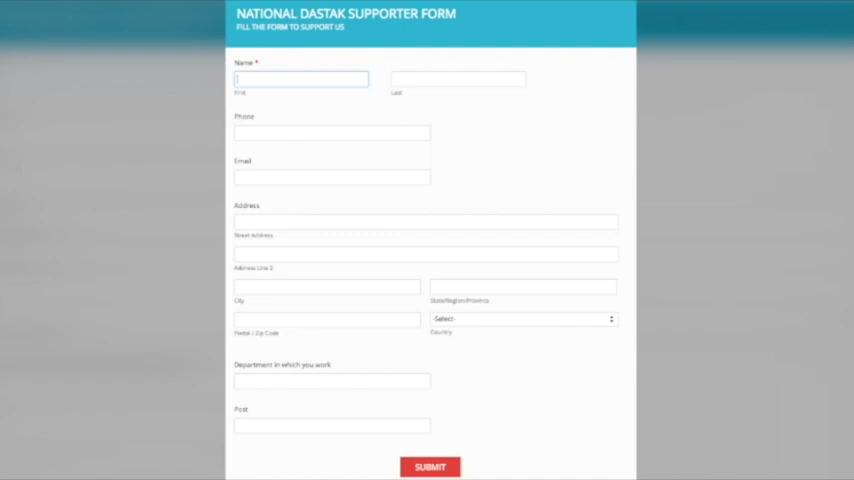 NATIONAL DASTAK SUPPORTER FORM
FILL THE FORM TO SUPPORT US
Name *
First Last
Phone
Email
Address
Street Address
Address Line 2
City State/Region/Province
-Select-
Postal / Zip Code Country
Department in which you work
Post
SUBMIT